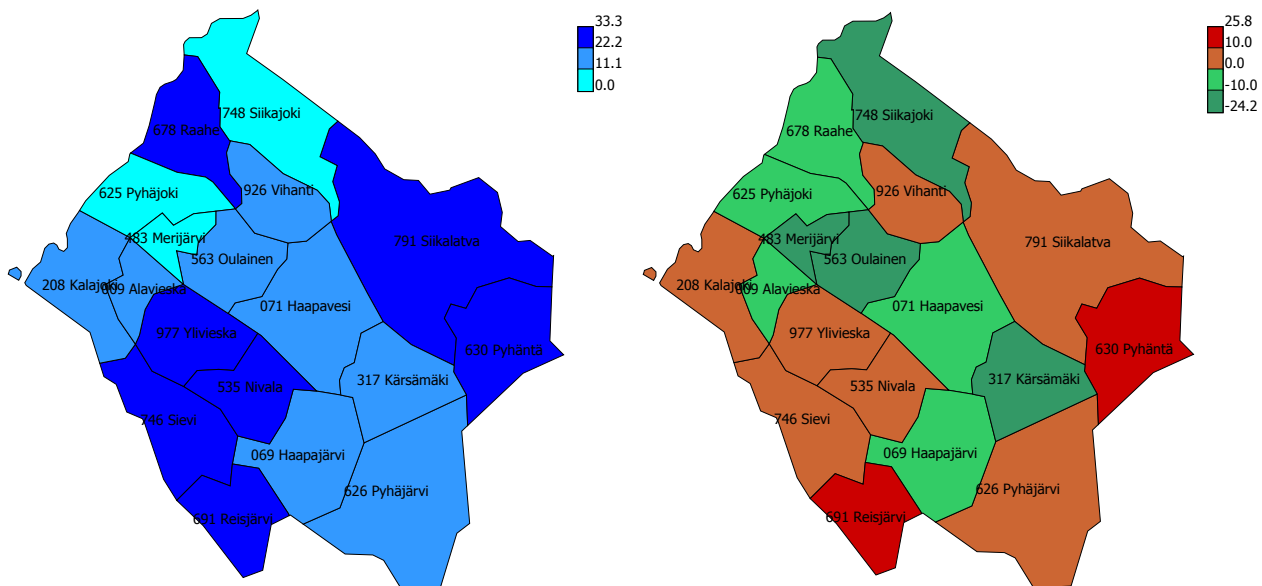 33.3
22.2
11.1
0.0
748 Siikajoki
678 Raahe
926 Vihanti
625 Pyhäjoki
483 Merijärvi
791 Siikalatva
563 Oulainen
208 Kalajoki
009 Alavieska
071 Haapavesi
977 Ylivieska
630 Pyhäntä
317 Kärsämäki
535 Nivala
746 Sievi
069 Haapajärvi
626 Pyhäjärvi
691 Reisjärvi
25.8
10.0
0.0
-10.0
-24.2
748 Siikajoki
678 Raahe
926 Vihanti
625 Pyhäjoki
483 Merijärvi
791 Siikalatva
563 Oulainen
208 Kalajoki
009 Alavieska
071 Haapavesi
977 Ylivieska
630 Pyhäntä
317 Kärsämäki
535 Nivala
746 Sievi
069 Haapajärvi
626 Pyhäjärvi
691 Reisjärvi